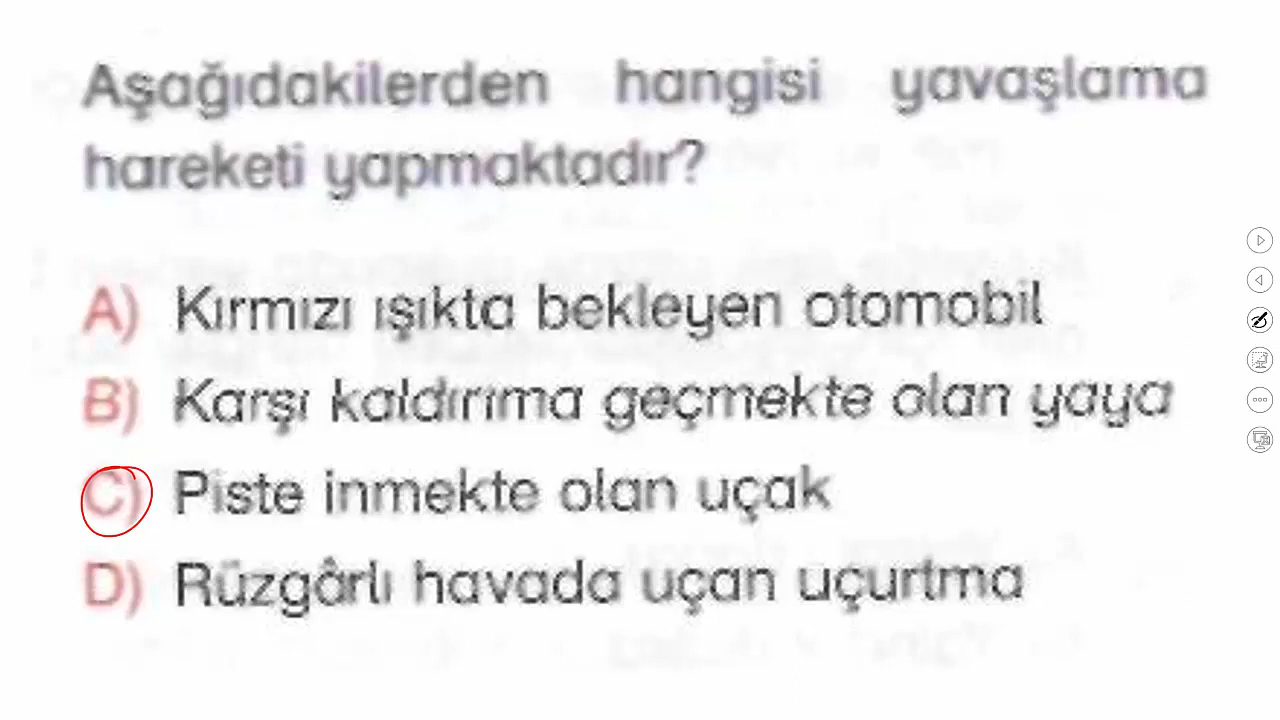 Aşağıdakilerden hangisi yavaşlama
hareketi yapmaktadır?
A) Kırmızı ışıkta bekleyen otomobil
B) Karşı kaldırıma geçmekte olan yaya
C) Piste inmekte olan uçak
D) Rüzgârlı havada uçan uçurtma